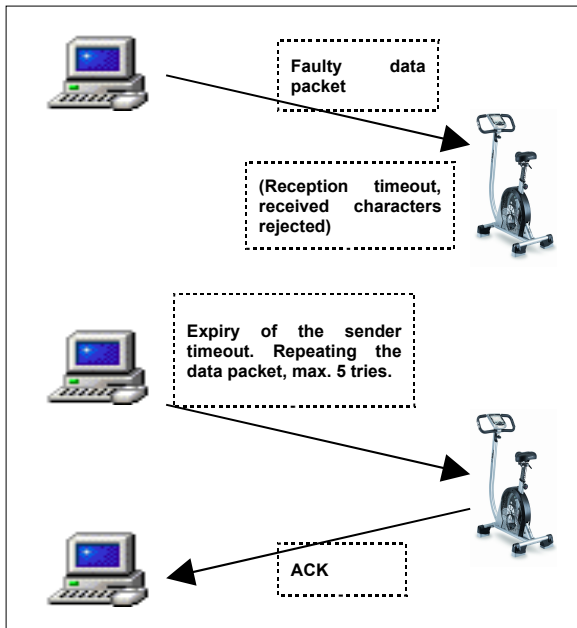 Faulty data
packet
(Reception timeout,
received characters
rejected)
Expiry of the sender
timeout. Repeating the
data packet, max. 5 tries.
ACK